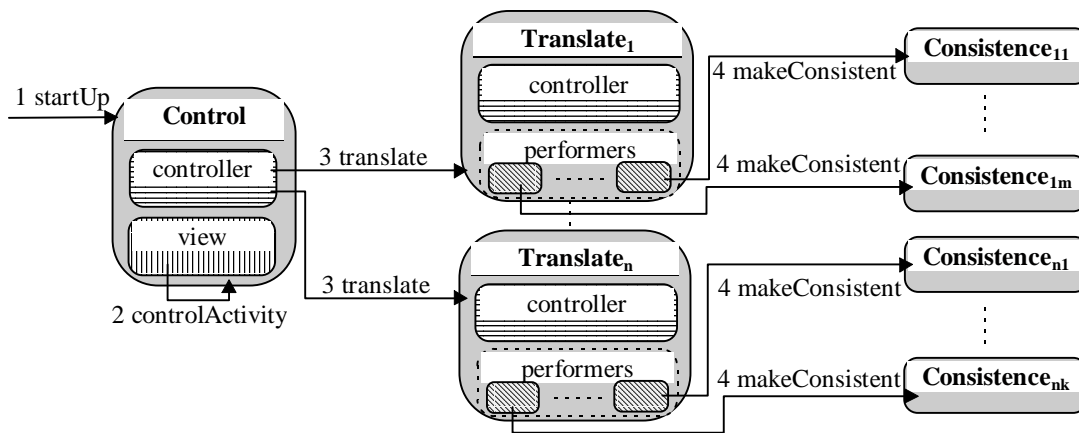 1 startUp
Control
controller
view
2 controlActivity
3 translate
3 translate
Translate₁
controller
performers
Translateₙ
controller
performers
4 makeConsistent
4 makeConsistent
4 makeConsistent
4 makeConsistent
Consistence₁₁
Consistence₁ₘ
Consistenceₙ₁
Consistenceₙₖ